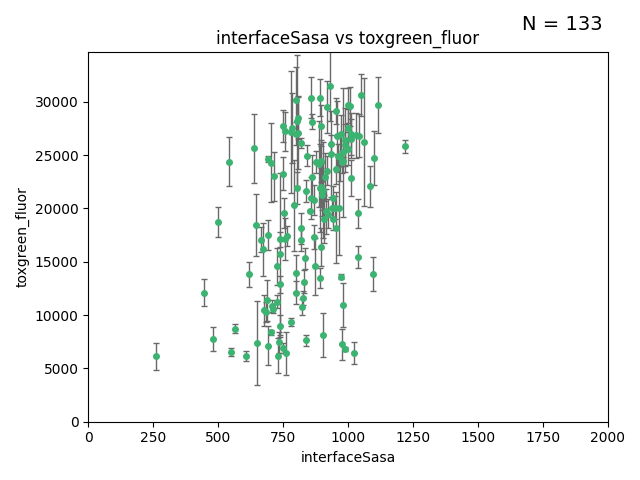 N = 133
interfaceSasa vs toxgreen_fluor
toxgreen_fluor
30000
25000
20000
15000
10000
5000
0
0 250 500 750 1000 1250 1500 1750 2000
interfaceSasa